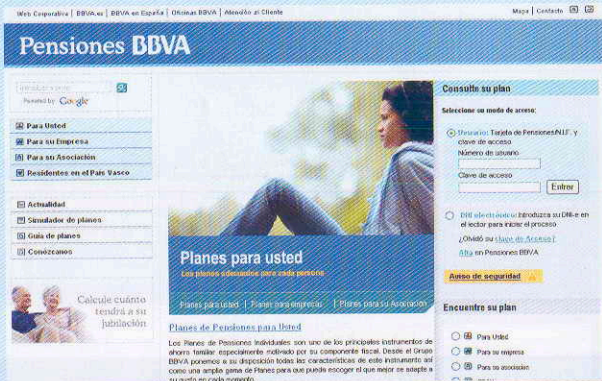 Web Corporativa | BBVA.es | BBVA en España | Oficinas BBVA | Atención al Cliente
Mapa | Contacto
Pensiones BBVA
Powered by Google
Para Usted
Para su Empresa
Para su Asociación
Residentes en el País Vasco
Actualidad
Simulador de planes
Guía de planes
Conózcanos
Calcule cuánto
tendrá a su
jubilación
Planes para usted
Los planes adecuados para cada persona
Planes para usted | Planes para empresas | Planes para su Asociación
Planes de Pensiones para Usted
Los Planes de Pensiones Individuales son uno de los principales instrumentos de
ahorro familiar especialmente motivado por su componente fiscal. Desde el Grupo
BBVA ponemos a su disposición todas las características de este instrumento así
como una amplia gama de Planes para que pueda escoger el que mejor se adapte a
su gusto en cada momento.
Consulte su plan
Seleccione su modo de acceso:
Usuario: Tarjeta de Pensiones/N.I.F. y
clave de acceso
Número de usuario
Clave de acceso
Entrar
DNI electrónico: Introduzca su DNI-e en
el lector para iniciar el proceso
¿Olvidó su clave de Acceso?
Alta en Pensiones BBVA
Aviso de seguridad
Encuentre su plan
Para Usted
Para su empresa
Para su asociación